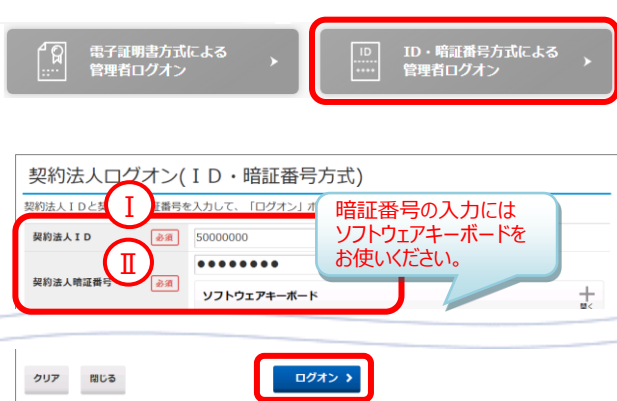 電子証明書方式による
管理者ログオン
ID
ID・暗証番号方式による
管理者ログオン
契約法人ログオン(ＩＤ・暗証番号方式)
契約法人ＩＤと契
証番号を入力して、「ログオン」ボ
Ⅰ
暗証番号の入力には
ソフトウェアキーボードを
お使いください。
契約法人ＩＤ
必須
50000000
Ⅱ
契約法人暗証番号
必須
●●●●●●●●
ソフトウェアキーボード
開く
クリア
閉じる
ログオン